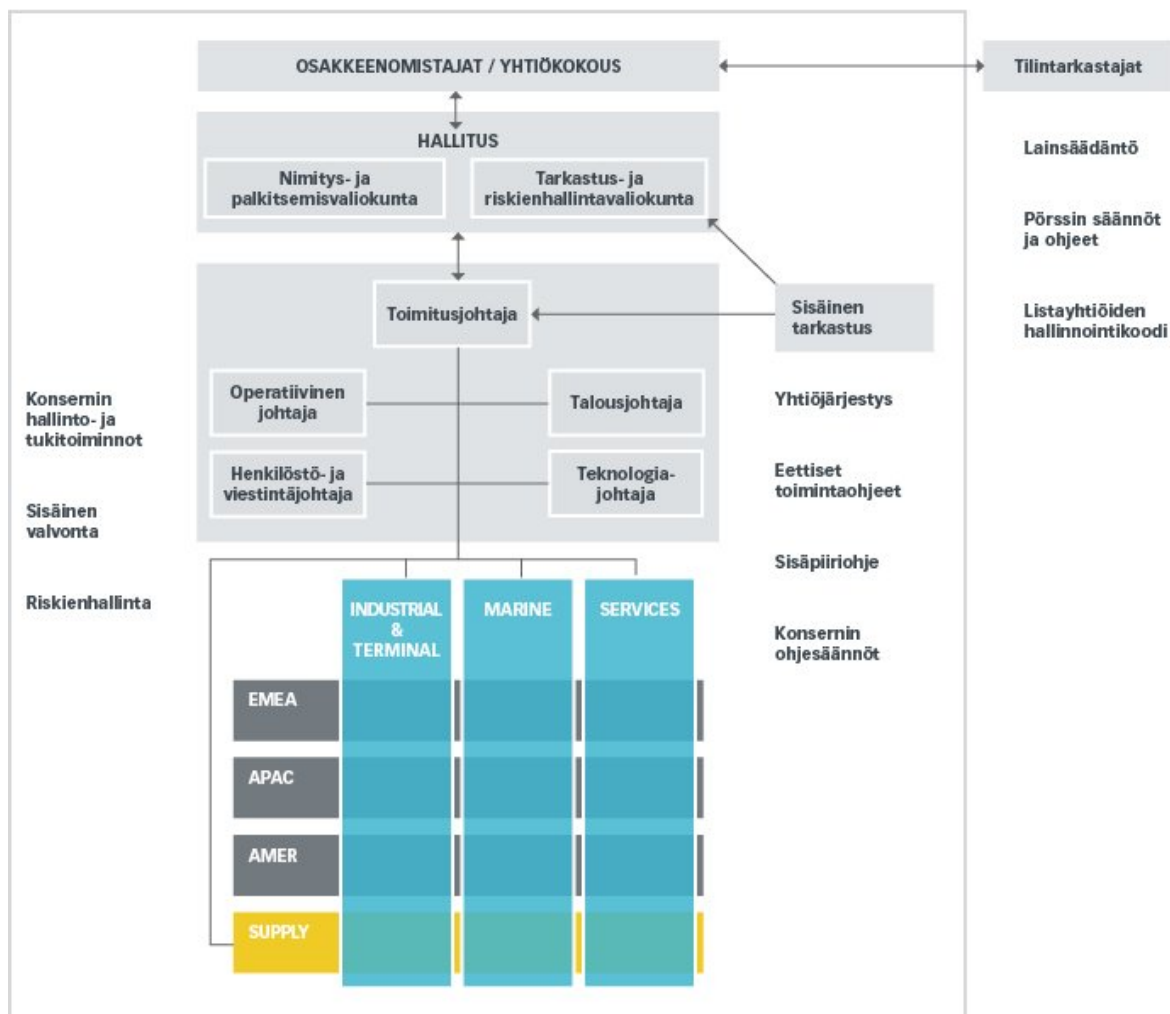 OSAKKEENOMISTAJAT / YHTIÖKOKOUS
Tilintarkastajat
HALLITUS
Nimitys- ja
palkitsemisvaliokunta
Tarkastus- ja
riskienhallintavaliokunta
Lainsäädäntö
Pörssin säännöt
ja ohjeet
Listayhtiöiden
hallinnointikoodi
Toimitusjohtaja
Sisäinen
tarkastus
Operatiivinen
johtaja
Talousjohtaja
Henkilöstö- ja
viestintäjohtaja
Teknologia-
johtaja
Konsernin
hallinto- ja
tukitoiminnot
Sisäinen
valvonta
Riskienhallinta
Yhtiöjärjestys
Eettiset
toimintaohjeet
Sisäpiiriohje
Konsernin
ohjesäännöt
INDUSTRIAL
&
TERMINAL
MARINE
SERVICES
EMEA
APAC
AMER
SUPPLY